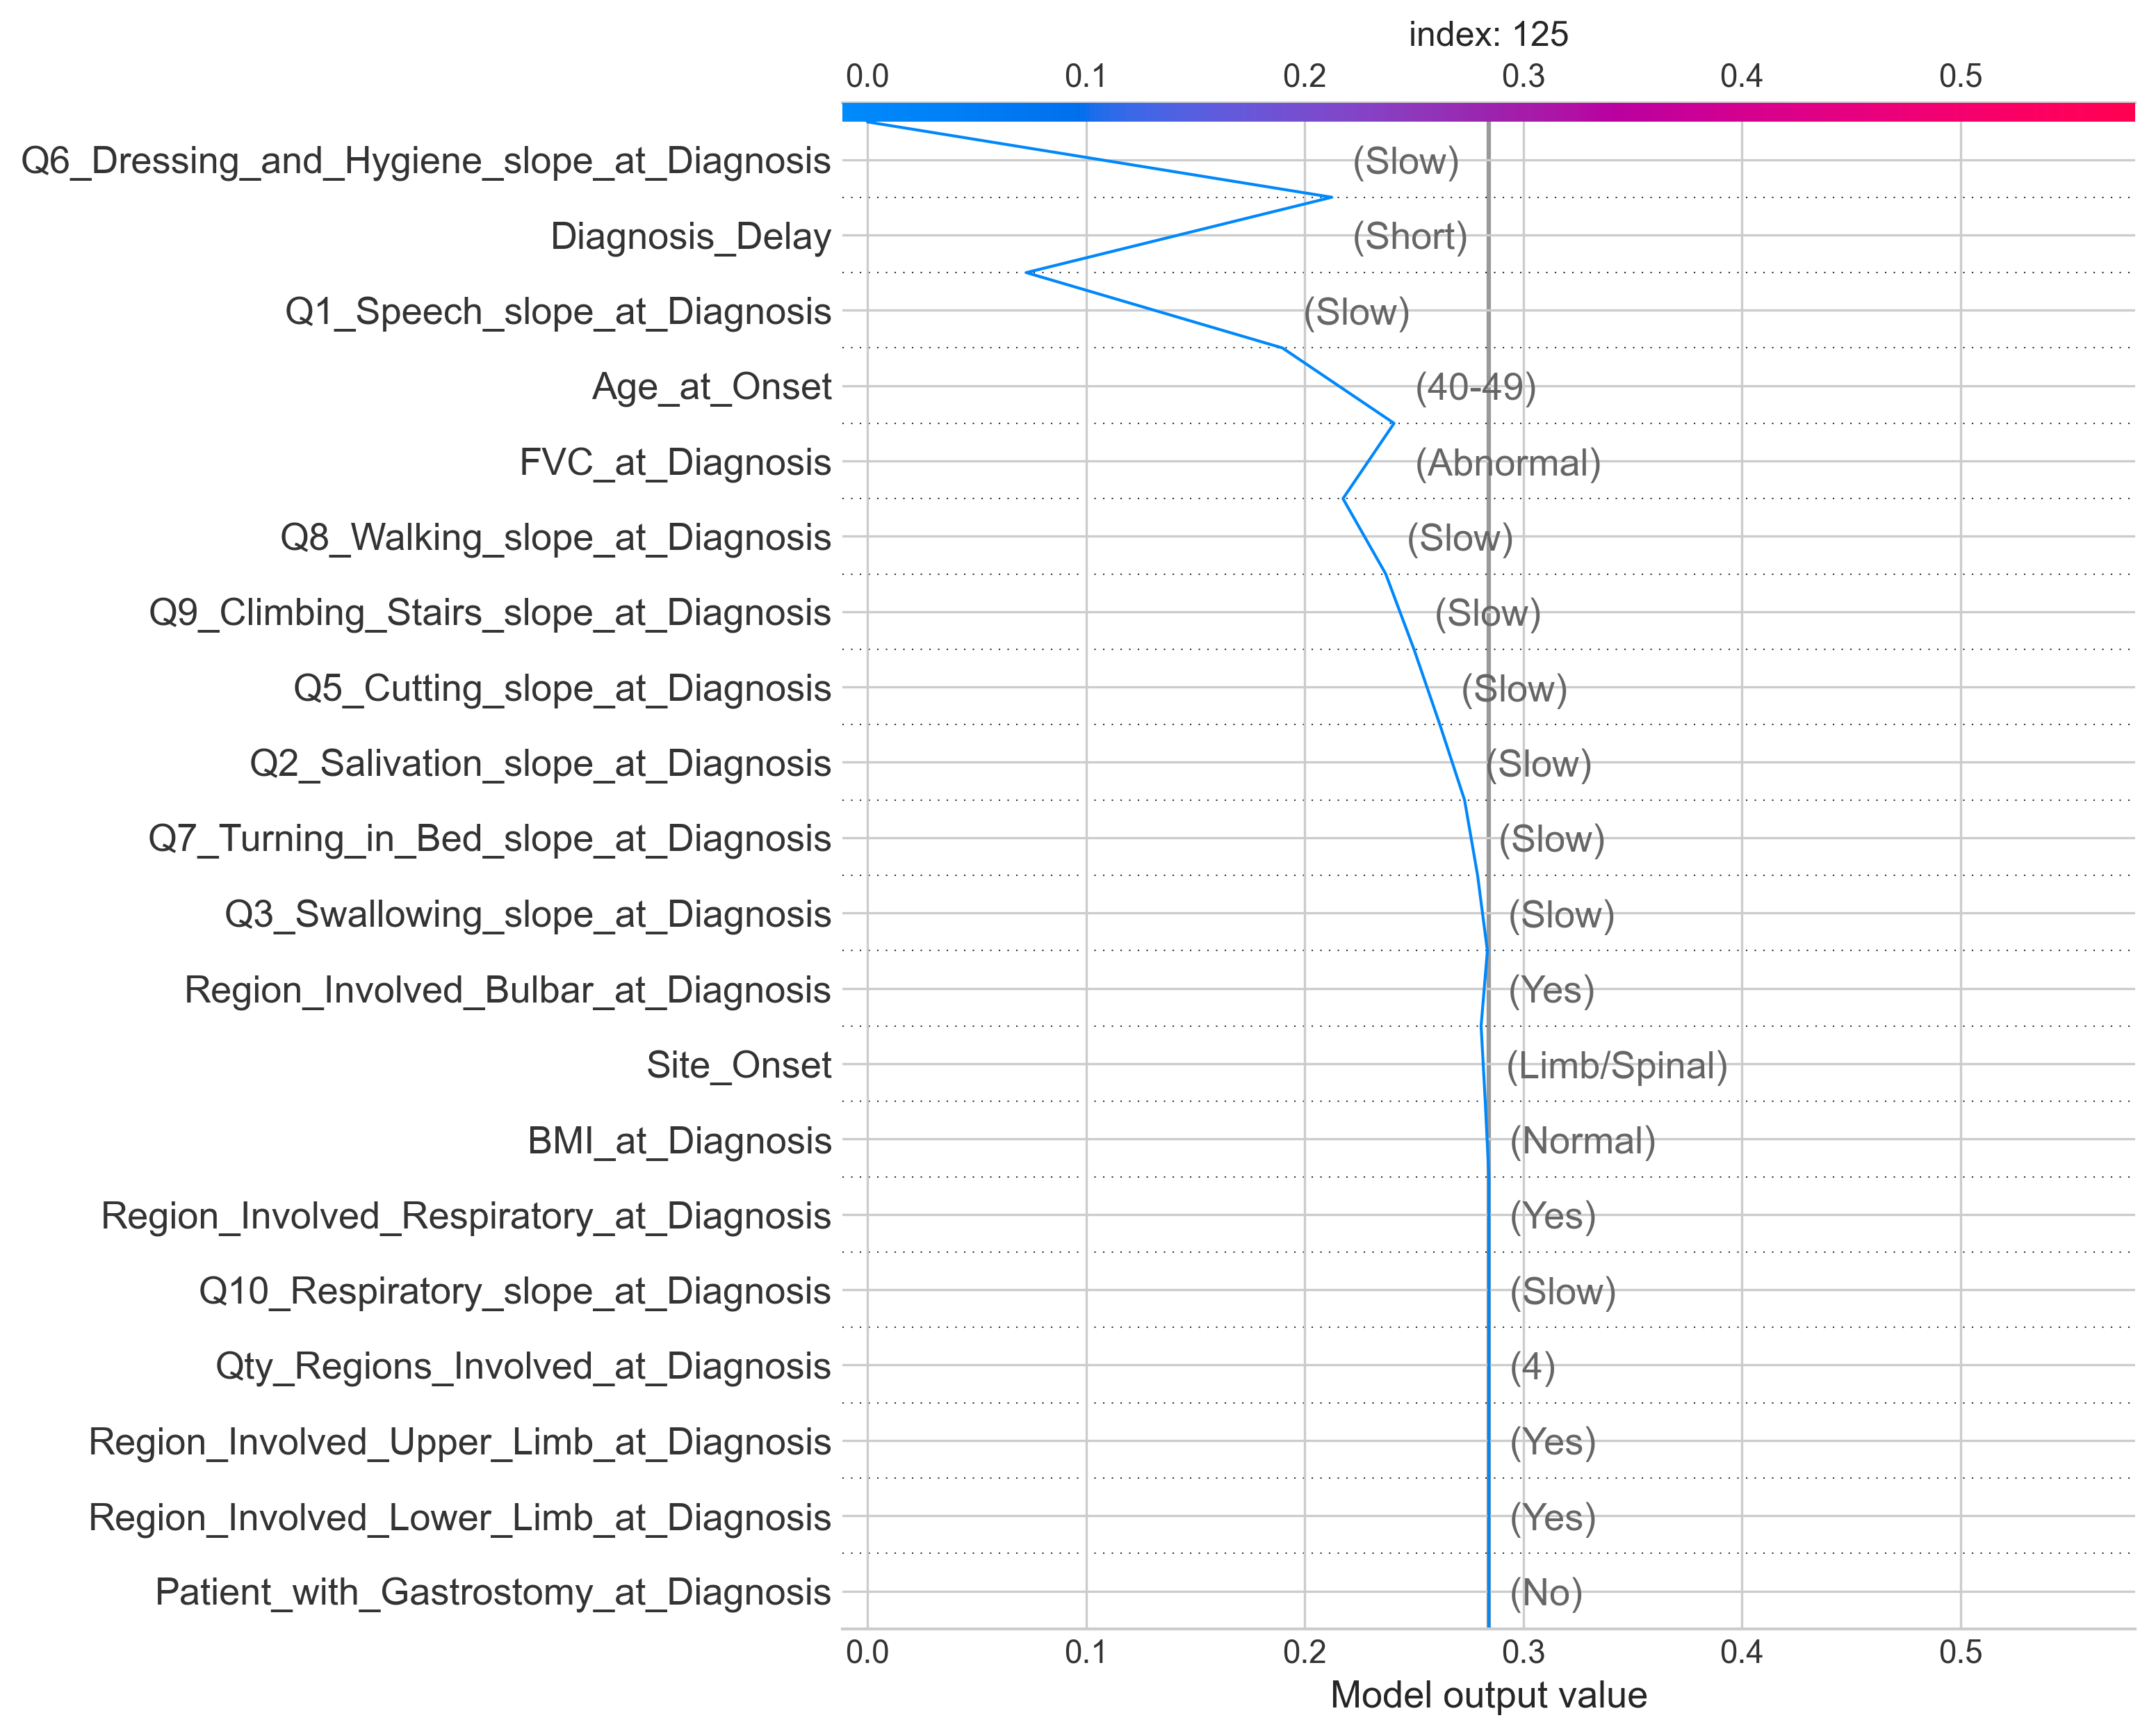 index: 125
0.0 0.1 0.2 0.3 0.4 0.5
Q6_Dressing_and_Hygiene_slope_at_Diagnosis (Slow)
Diagnosis_Delay (Short)
Q1_Speech_slope_at_Diagnosis (Slow)
Age_at_Onset (40-49)
FVC_at_Diagnosis (Abnormal)
Q8_Walking_slope_at_Diagnosis (Slow)
Q9_Climbing_Stairs_slope_at_Diagnosis (Slow)
Q5_Cutting_slope_at_Diagnosis (Slow)
Q2_Salivation_slope_at_Diagnosis (Slow)
Q7_Turning_in_Bed_slope_at_Diagnosis (Slow)
Q3_Swallowing_slope_at_Diagnosis (Slow)
Region_Involved_Bulbar_at_Diagnosis (Yes)
Site_Onset (Limb/Spinal)
BMI_at_Diagnosis (Normal)
Region_Involved_Respiratory_at_Diagnosis (Yes)
Q10_Respiratory_slope_at_Diagnosis (Slow)
Qty_Regions_Involved_at_Diagnosis (4)
Region_Involved_Upper_Limb_at_Diagnosis (Yes)
Region_Involved_Lower_Limb_at_Diagnosis (Yes)
Patient_with_Gastrostomy_at_Diagnosis (No)
0.0 0.1 0.2 0.3 0.4 0.5
Model output value